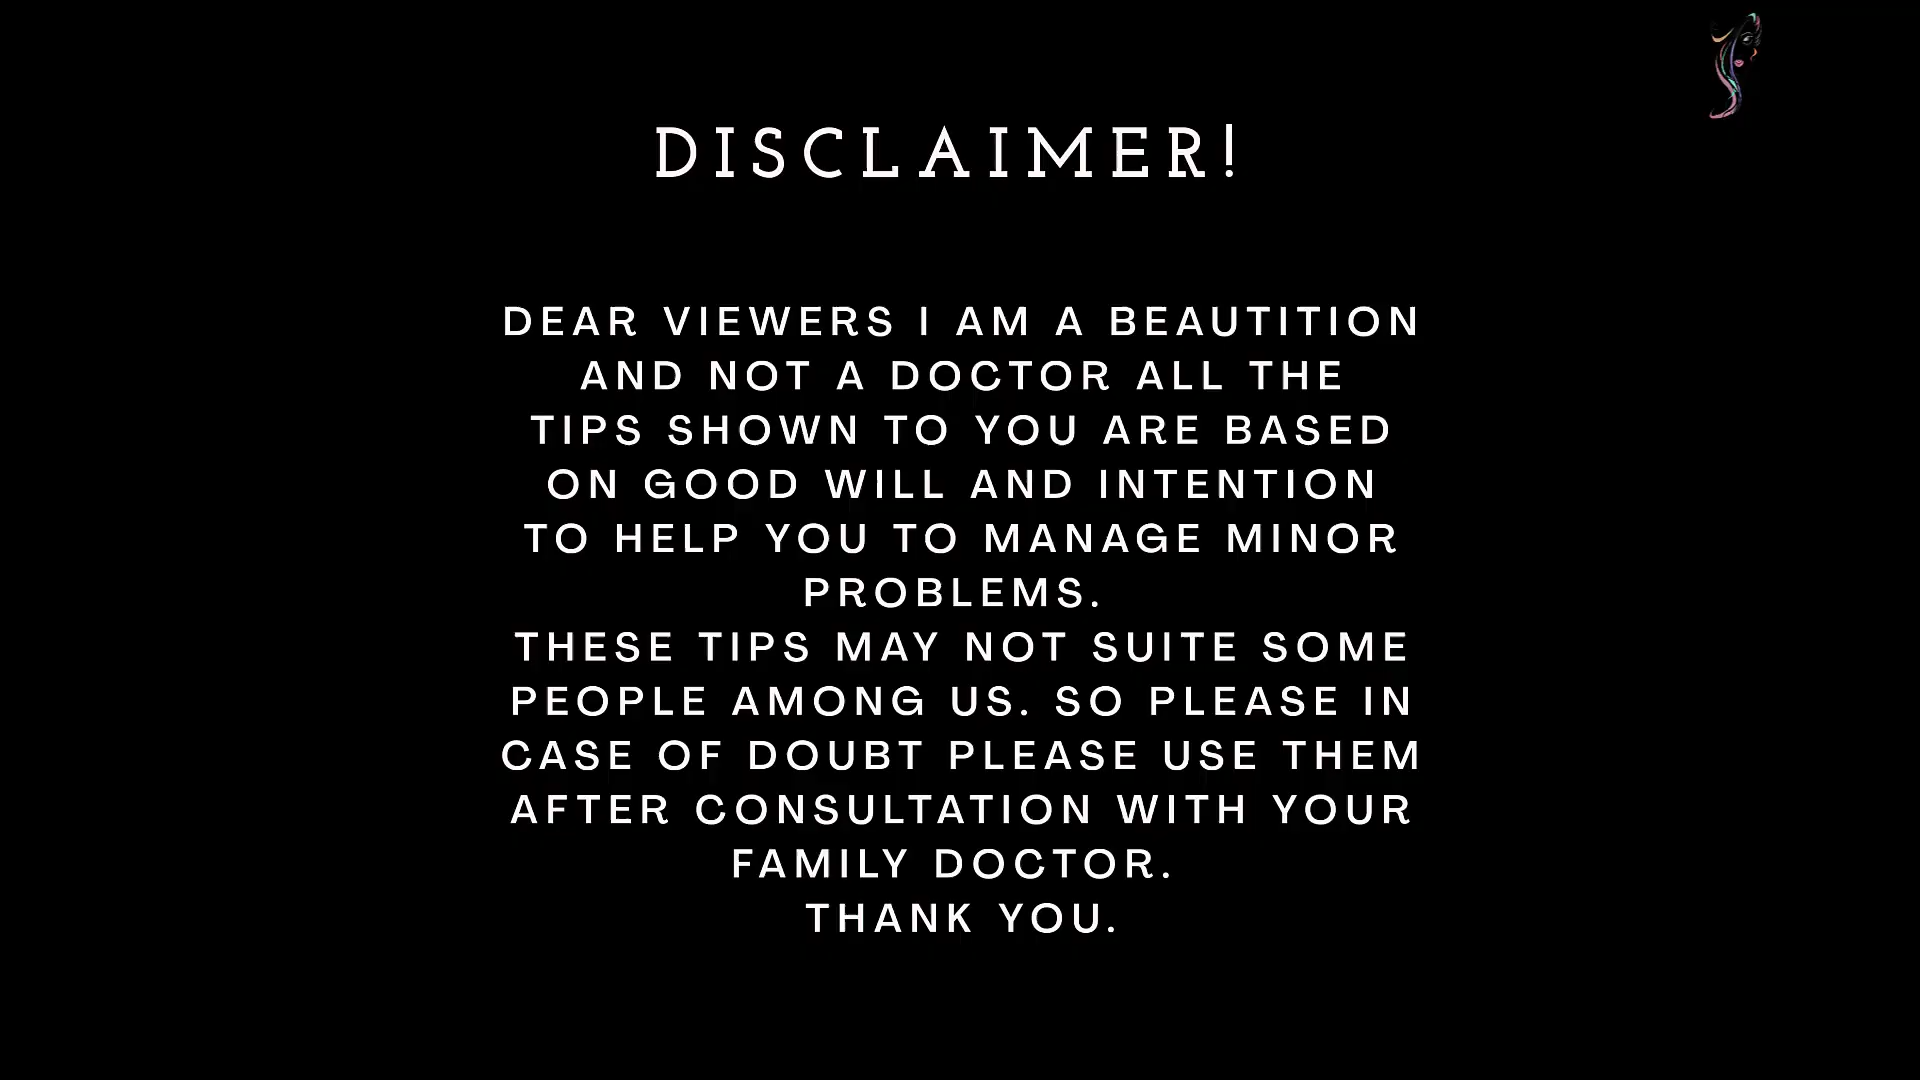 DISCLAIMER!
DEAR VIEWERS I AM A BEAUTITION
AND NOT A DOCTOR ALL THE
TIPS SHOWN TO YOU ARE BASED
ON GOOD WILL AND INTENTION
TO HELP YOU TO MANAGE MINOR
PROBLEMS.
THESE TIPS MAY NOT SUITE SOME
PEOPLE AMONG US. SO PLEASE IN
CASE OF DOUBT PLEASE USE THEM
AFTER CONSULTATION WITH YOUR
FAMILY DOCTOR.
THANK YOU.